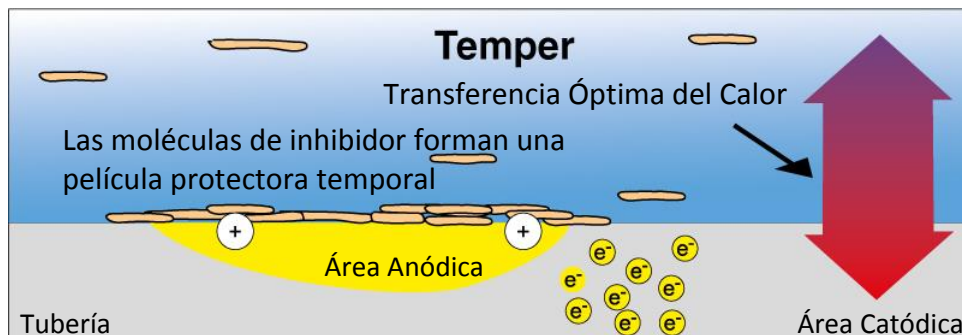 Temper
Transferencia Óptima del Calor
Las moléculas de inhibidor forman una
película protectora temporal
+
+
Área Anódica
e-
e-
e-
e-
e-
e-
e-
e-
e-
e-
Tubería
Área Catódica